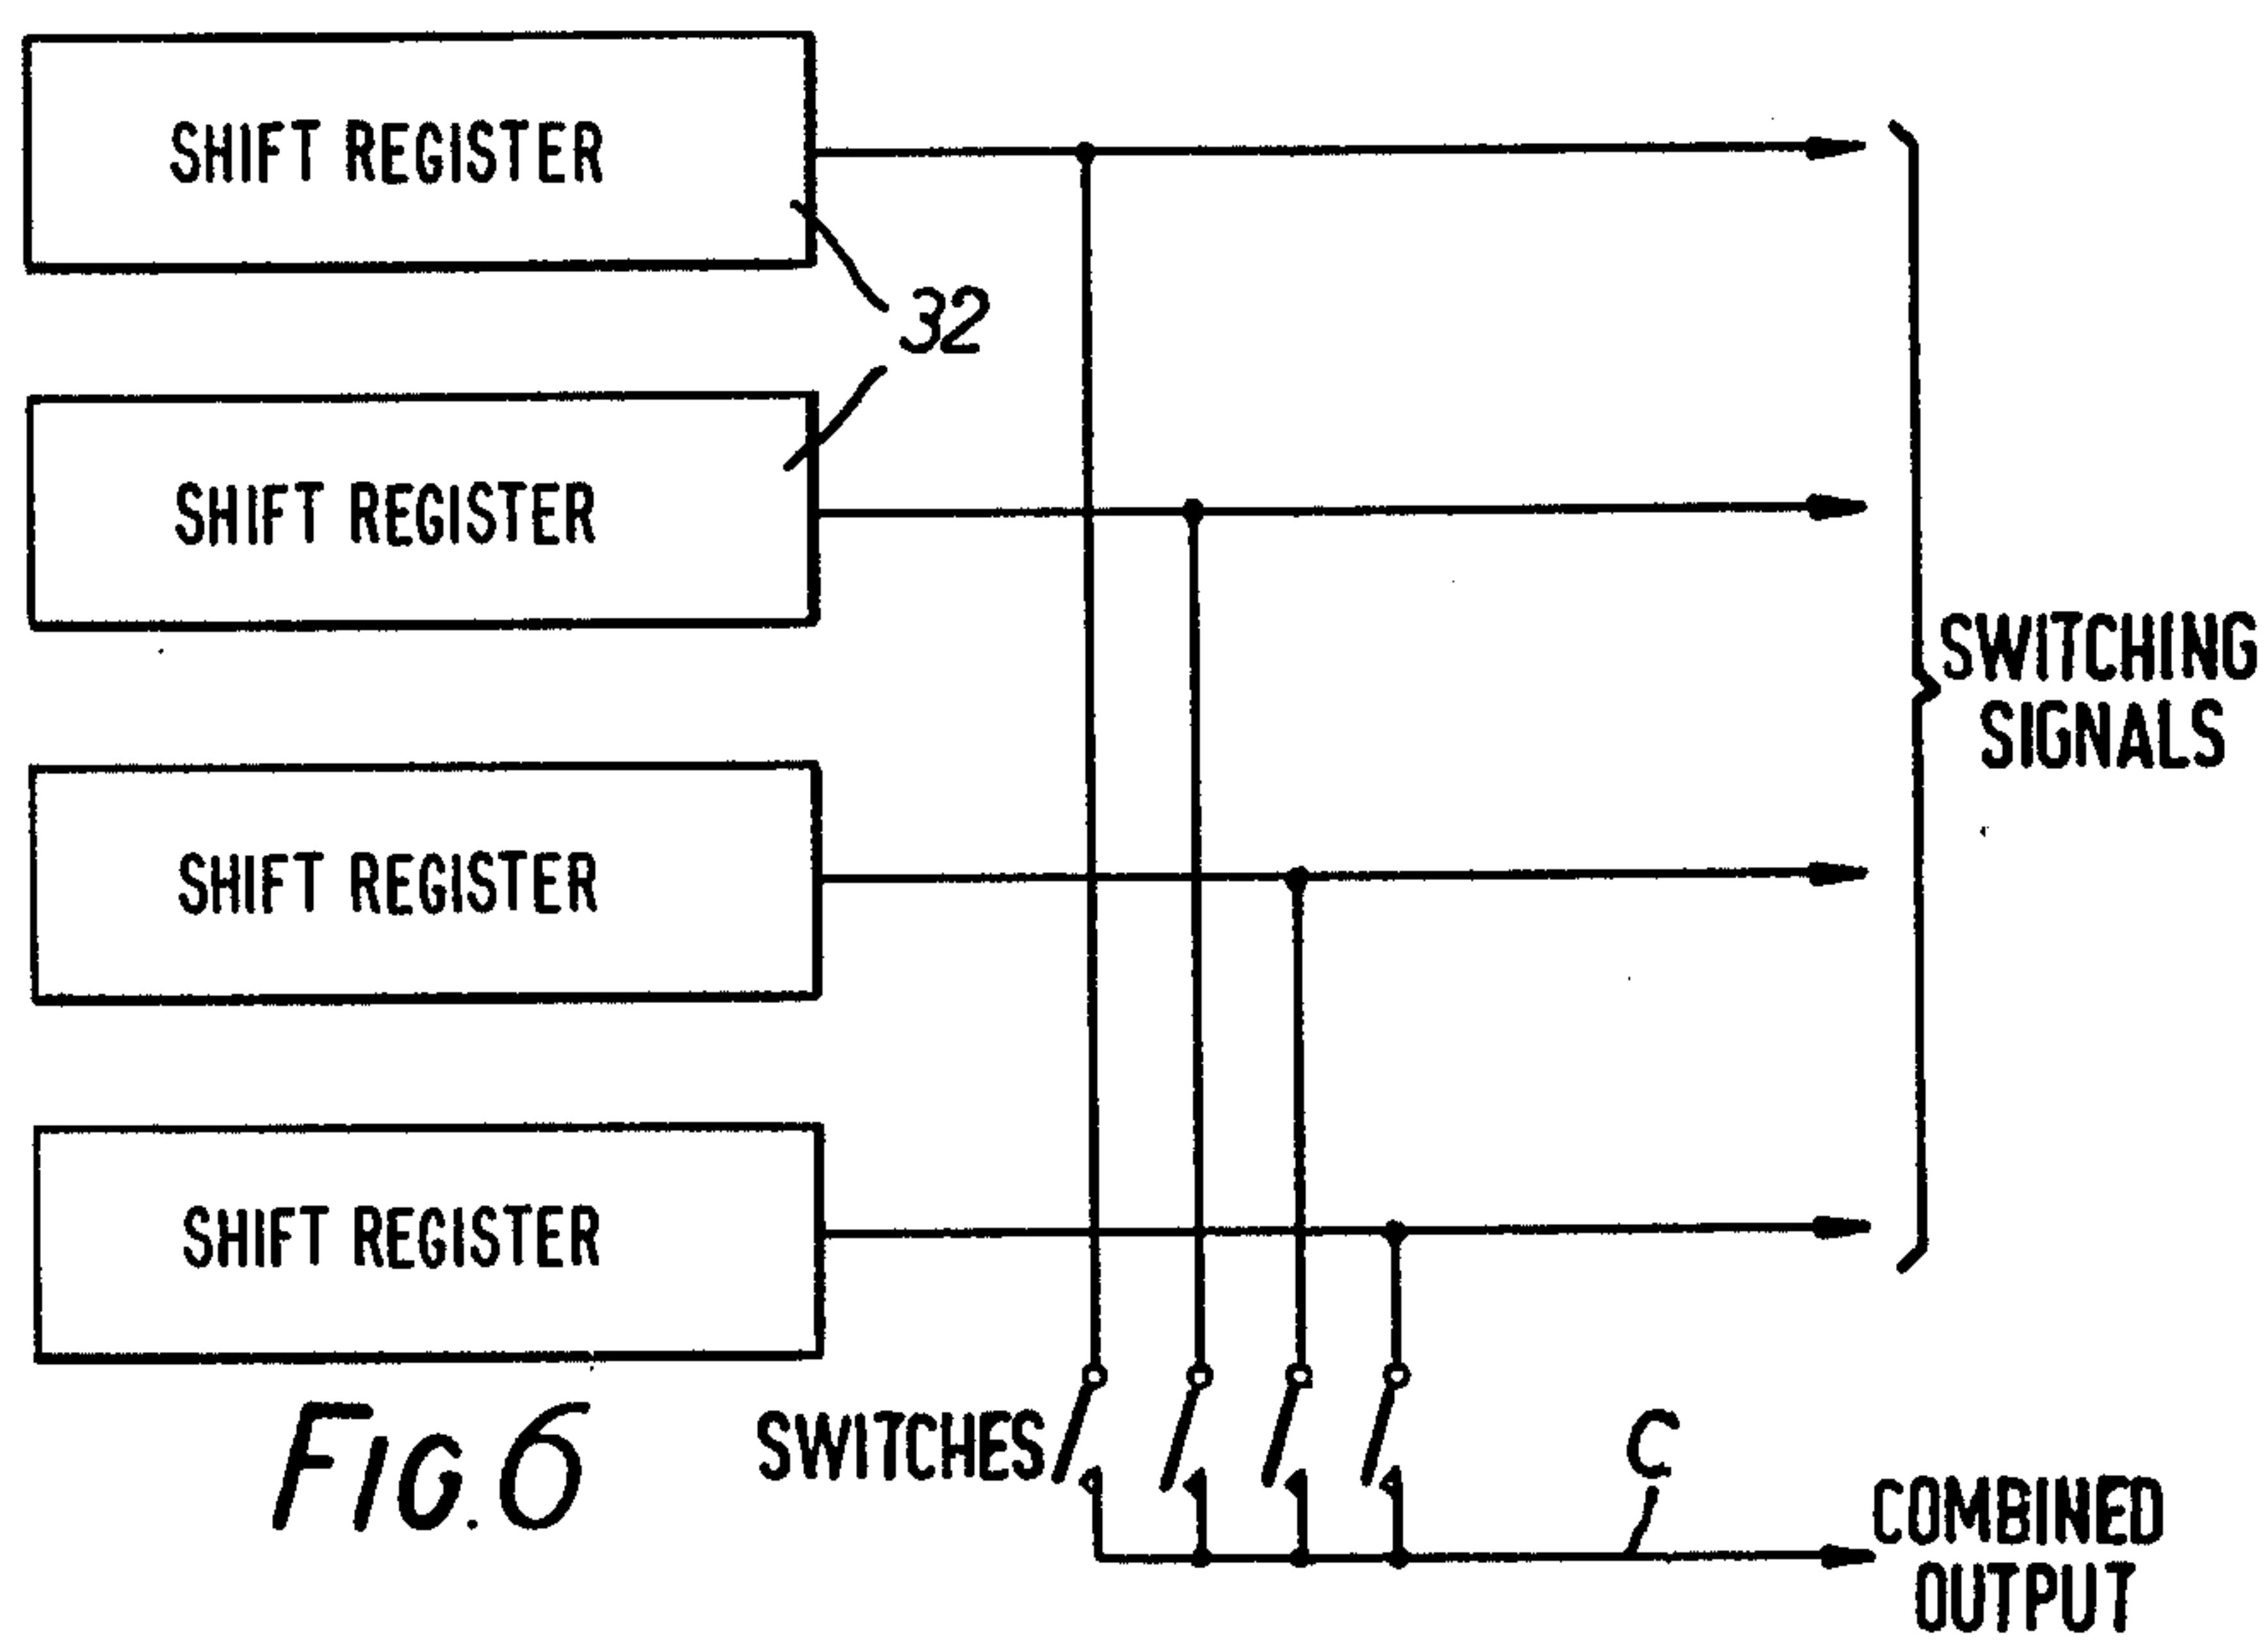 SHIFT REGISTER
32
SHIFT REGISTER
SWITCHING
SIGNALS
SHIFT REGISTER
SHIFT REGISTER
FIG.6
SWITCHES
C
COMBINED
OUTPUT